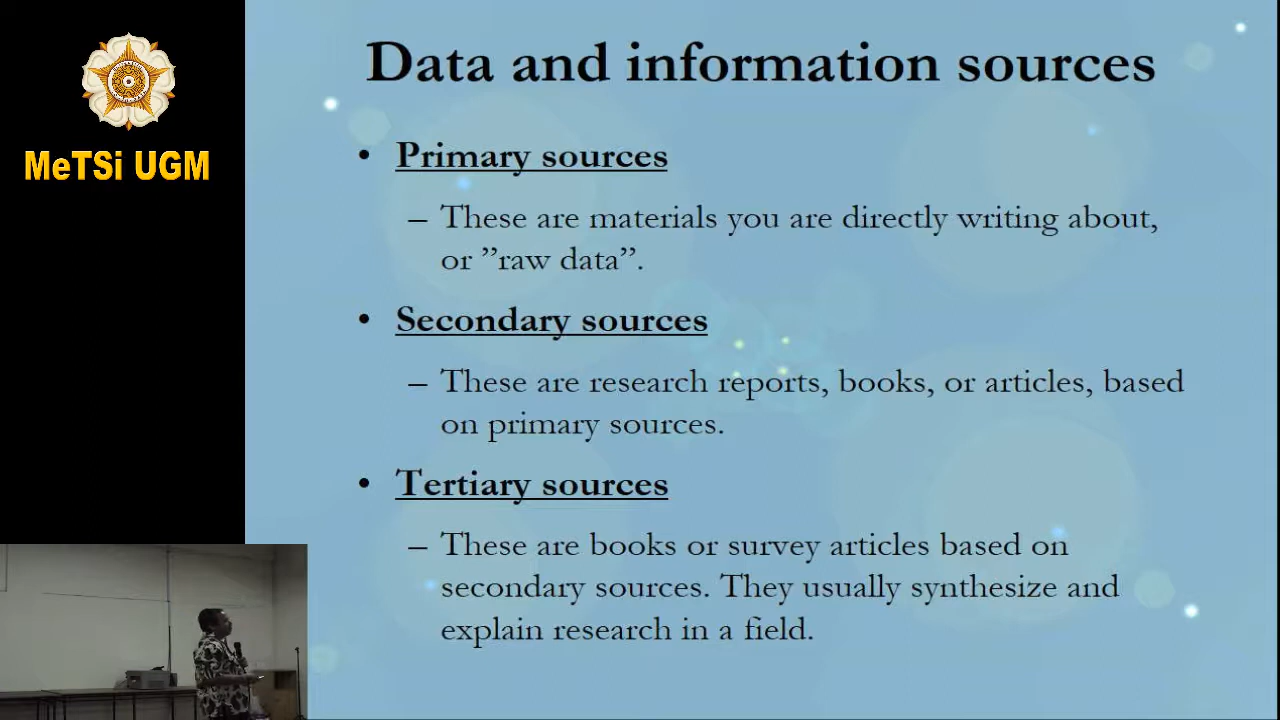 MeTSi UGM
Data and information sources
• Primary sources
– These are materials you are directly writing about,
or ”raw data”.
• Secondary sources
– These are research reports, books, or articles, based
on primary sources.
• Tertiary sources
– These are books or survey articles based on
secondary sources. They usually synthesize and
explain research in a field.